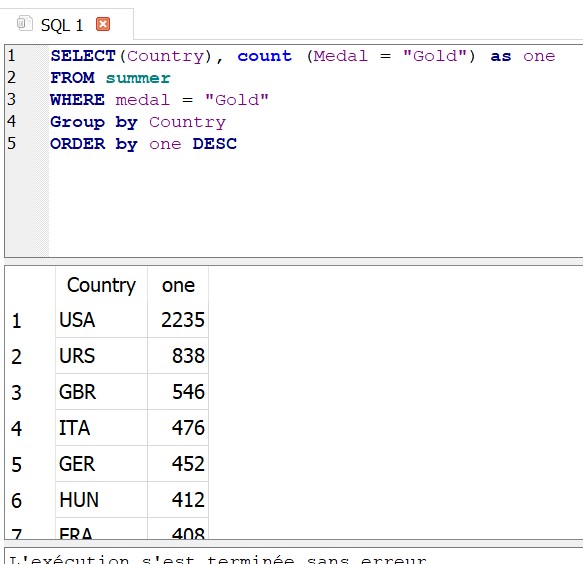 SQL 1
1 SELECT(Country), count (Medal = "Gold") as one
2 FROM summer
3 WHERE medal = "Gold"
4 Group by Country
5 ORDER by one DESC
Country one
1 USA 2235
2 URS 838
3 GBR 546
4 ITA 476
5 GER 452
6 HUN 412
7 FRA 408
L'exécution s'est terminée sans erreur